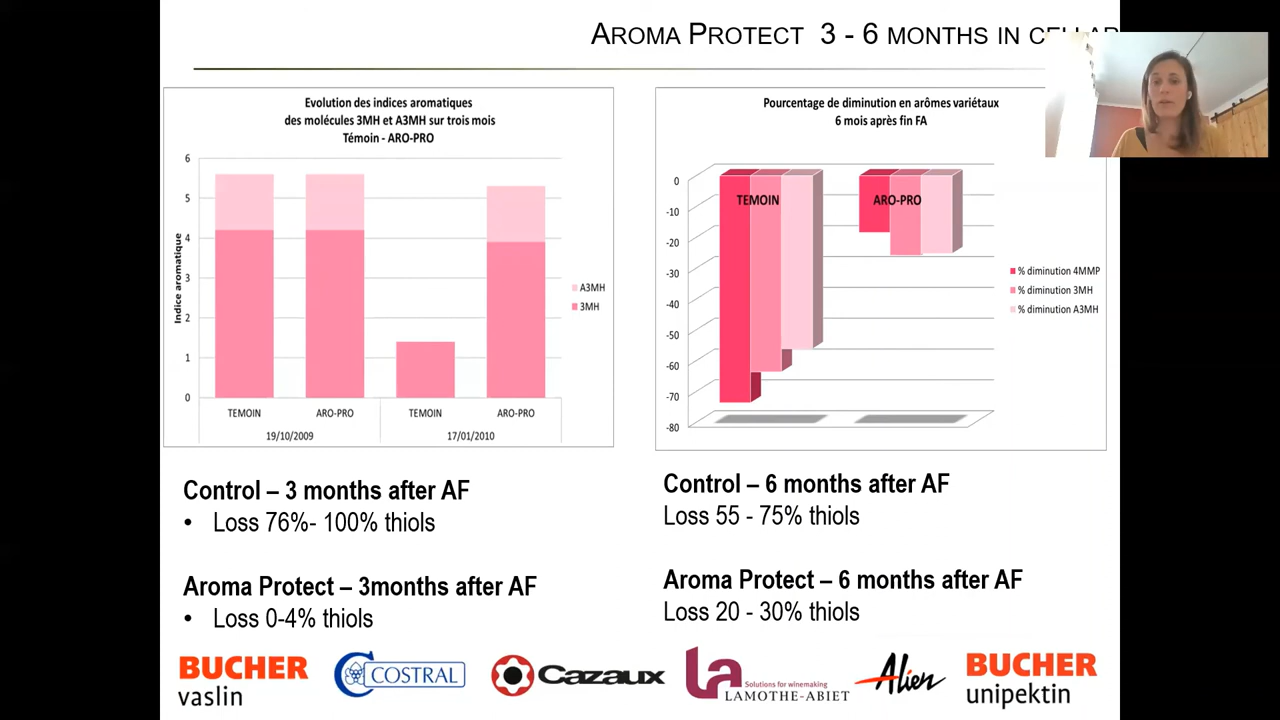 AROMA PROTECT 3 - 6 MONTHS IN CELLAR
Evolution des indices aromatiques
des molécules 3MH et A3MH sur trois mois
Témoin - ARO-PRO
Indice aromatique
6
5
4
3
2
1
0
A3MH
3MH
TEMOIN
ARO-PRO
TEMOIN
ARO-PRO
19/10/2009
17/01/2010
Pourcentage de diminution en arômes variétaux
6 mois après fin FA
0
-10
-20
-30
-40
-50
-60
-70
-80
TEMOIN
ARO-PRO
% diminution 4MMP
% diminution 3MH
% diminution A3MH
Control – 3 months after AF
• Loss 76%- 100% thiols
Aroma Protect – 3months after AF
• Loss 0-4% thiols
Control – 6 months after AF
Loss 55 - 75% thiols
Aroma Protect – 6 months after AF
Loss 20 - 30% thiols
BUCHER
vaslin
COSTRAL
Cazaux
La
Solutions for winemaking
LAMOTHE-ABIET
Alien
BUCHER
unipektin